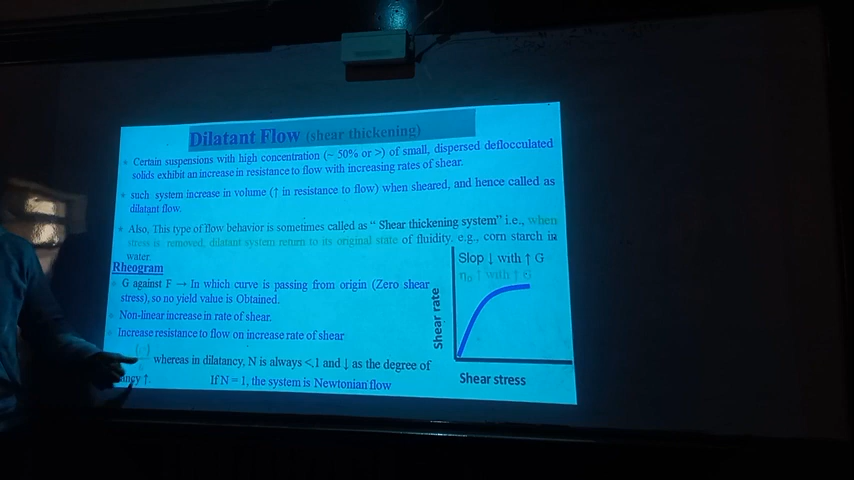 Dilatant Flow (shear thickening)
• Certain suspensions with high concentration (~ 50% or >) of small, dispersed deflocculated
solids exhibit an increase in resistance to flow with increasing rates of shear.
• such system increase in volume (↑ in resistance to flow) when sheared, and hence called as
dilatant flow.
• Also, This type of flow behavior is sometimes called as “ Shear thickening system” i.e., when
stress is removed, dilatant system return to its original state of fluidity. e.g., corn starch in
water
Rheogram
• G against F → In which curve is passing from origin (Zero shear
stress), so no yield value is Obtained.
• Non-linear increase in rate of shear.
• Increase resistance to flow on increase rate of shear
whereas in dilatancy, N is always <,1 and ↓ as the degree of
ancy ↑. If N = 1, the system is Newtonian flow
Slop ↓ with ↑ G
↑ with ↑ G
Shear rate
Shear stress